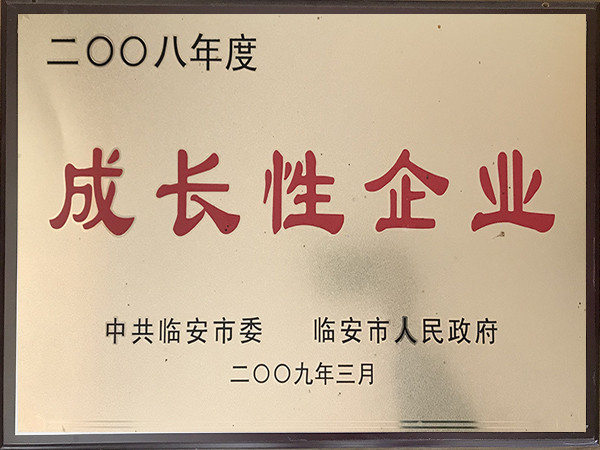 二〇〇八年度
成长性企业
中共临安市委 临安市人民政府
二〇〇九年三月